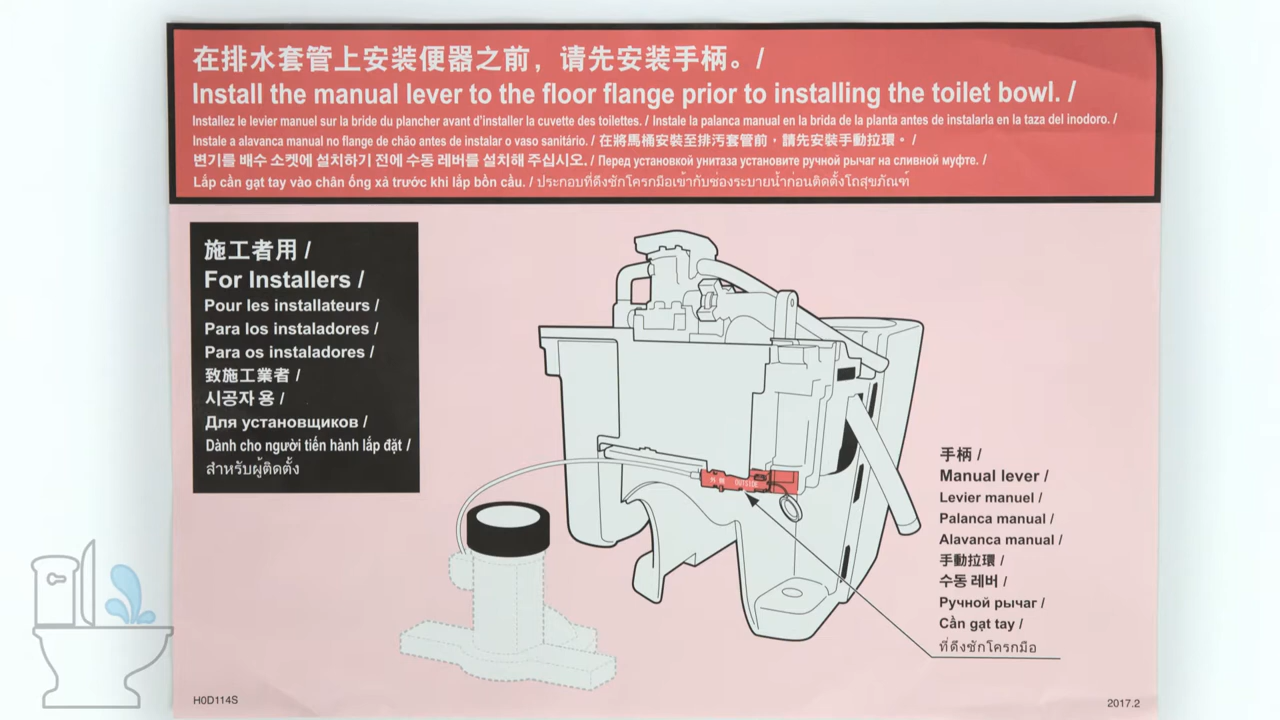 在排水套管上安装便器之前，请先安装手柄。/
Install the manual lever to the floor flange prior to installing the toilet bowl. /
Installez le levier manuel sur la bride du plancher avant d'installer la cuvette des toilettes. / Instale la palanca manual en la brida de la planta antes de instalarla en la taza del inodoro. /
Instale a alavanca manual no flange de chão antes de instalar o vaso sanitário. / 在將馬桶安裝至排汚套管前，請先安裝手動拉環。 /
변기를 배수 소켓에 설치하기 전에 수동 레버를 설치해 주십시오. / Перед установкой унитаза установите ручной рычаг на сливной муфте. /
Lắp cần gạt tay vào chân ống xả trước khi lắp bồn cầu. / ประกอบที่ดึงชักโครกมือเข้ากับช่องระบายน้ำก่อนติดตั้งโถสุขภัณฑ์
施工者用 /
For Installers /
Pour les installateurs /
Para los instaladores /
Para os instaladores /
致施工業者 /
시공자 용 /
Для установщиков /
Dành cho người tiến hành lắp đặt /
สำหรับผู้ติดตั้ง
外側 OUTSIDE
手柄 /
Manual lever /
Levier manuel /
Palanca manual /
Alavanca manual /
手動拉環 /
수동 레버 /
Ручной рычаг /
Cần gạt tay /
ที่ดึงชักโครกมือ
H0D114S
2017.2